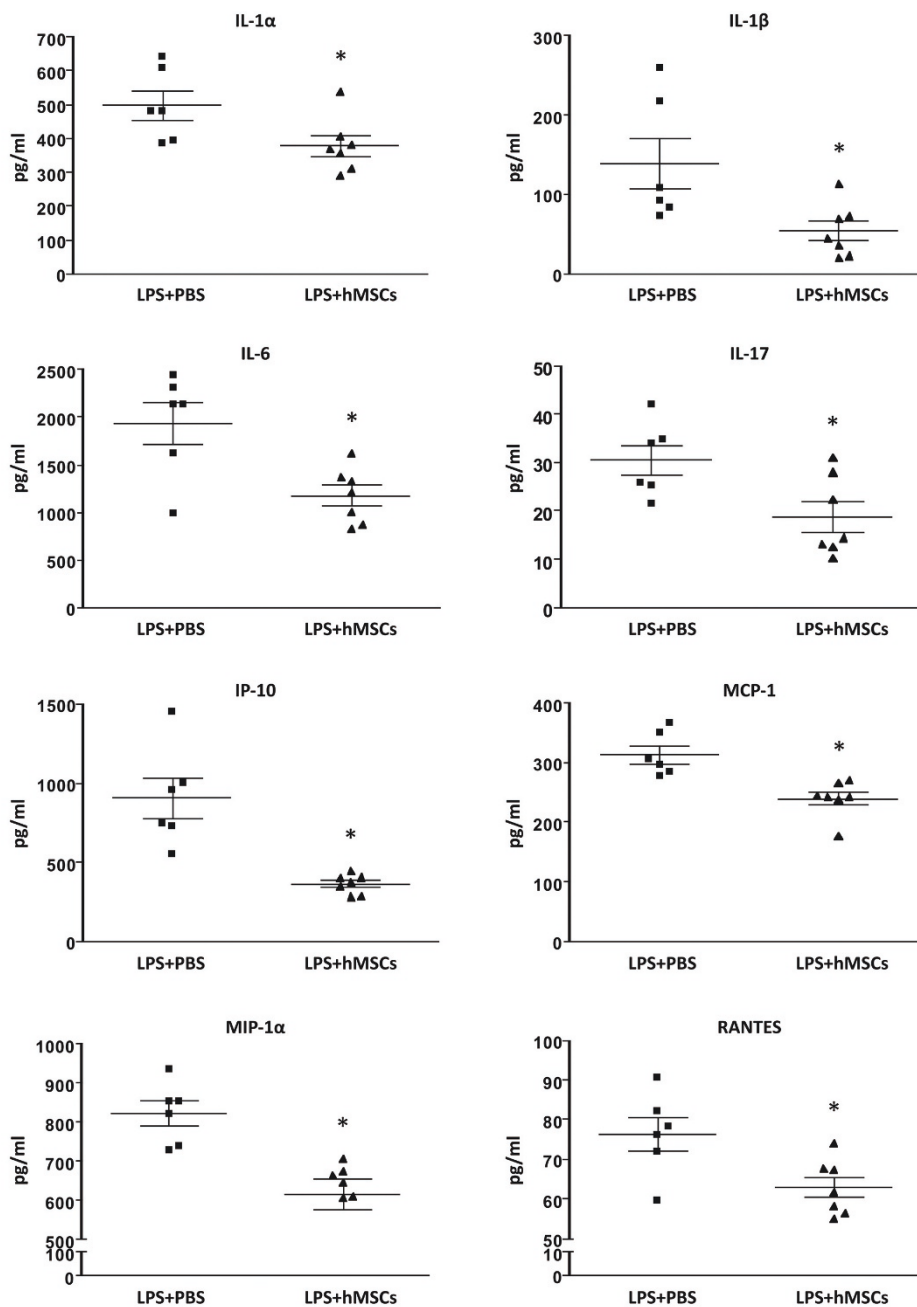 IL-1α
700
600
500
400
300
200
100
0
pg/ml
*
LPS+PBS
LPS+hMSCs
IL-1β
300
200
100
0
pg/ml
*
LPS+PBS
LPS+hMSCs
IL-6
2500
2000
1500
1000
500
0
pg/ml
*
LPS+PBS
LPS+hMSCs
IL-17
50
40
30
20
10
0
pg/ml
*
LPS+PBS
LPS+hMSCs
IP-10
1500
1000
500
0
pg/ml
*
LPS+PBS
LPS+hMSCs
MCP-1
400
300
200
100
0
pg/ml
*
LPS+PBS
LPS+hMSCs
MIP-1α
1000
900
800
700
600
500
100
0
pg/ml
*
LPS+PBS
LPS+hMSCs
RANTES
100
90
80
70
60
50
10
0
pg/ml
*
LPS+PBS
LPS+hMSCs